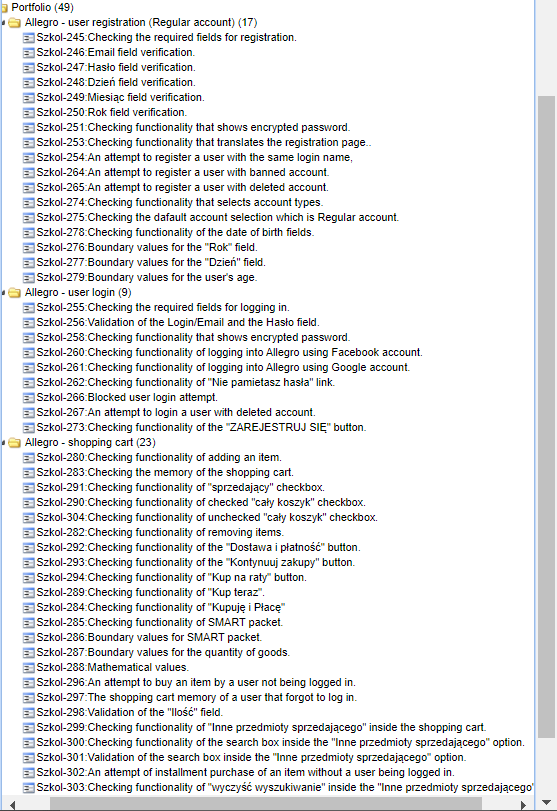 Portfolio (49)
Allegro - user registration (Regular account) (17)
Szkol-245:Checking the required fields for registration.
Szkol-246:Email field verification.
Szkol-247:Hasło field verification.
Szkol-248:Dzień field verification.
Szkol-249:Miesiąc field verification.
Szkol-250:Rok field verification.
Szkol-251:Checking functionality that shows encrypted password.
Szkol-253:Checking functionality that translates the registration page..
Szkol-254:An attempt to register a user with the same login name,
Szkol-264:An attempt to register a user with banned account.
Szkol-265:An attempt to register a user with deleted account.
Szkol-274:Checking functionality that selects account types.
Szkol-275:Checking the dafault account selection which is Regular account.
Szkol-278:Checking functionality of the date of birth fields.
Szkol-276:Boundary values for the "Rok" field.
Szkol-277:Boundary values for the "Dzień" field.
Szkol-279:Boundary values for the user's age.
Allegro - user login (9)
Szkol-255:Checking the required fields for logging in.
Szkol-256:Validation of the Login/Email and the Hasło field.
Szkol-258:Checking functionality that shows encrypted password.
Szkol-260:Checking functionality of logging into Allegro using Facebook account.
Szkol-261:Checking functionality of logging into Allegro using Google account.
Szkol-262:Checking functionality of "Nie pamietasz hasła" link.
Szkol-266:Blocked user login attempt.
Szkol-267:An attempt to login a user with deleted account.
Szkol-273:Checking functionality of the "ZAREJESTRUJ SIĘ" button.
Allegro - shopping cart (23)
Szkol-280:Checking functionality of adding an item.
Szkol-283:Checking the memory of the shopping cart.
Szkol-291:Checking functionality of "sprzedający" checkbox.
Szkol-290:Checking functionality of checked "cały koszyk" checkbox.
Szkol-304:Checking functionality of unchecked "cały koszyk" checkbox.
Szkol-282:Checking functionality of removing items.
Szkol-292:Checking functionality of the "Dostawa i płatność" button.
Szkol-293:Checking functionality of the "Kontynuuj zakupy" button.
Szkol-294:Checking functionality of "Kup na raty" button.
Szkol-289:Checking functionality of "Kup teraz".
Szkol-284:Checking functionality of "Kupuję i Płacę"
Szkol-285:Checking functionality of SMART packet.
Szkol-286:Boundary values for SMART packet.
Szkol-287:Boundary values for the quantity of goods.
Szkol-288:Mathematical values.
Szkol-296:An attempt to buy an item by a user not being logged in.
Szkol-297:The shopping cart memory of a user that forgot to log in.
Szkol-298:Validation of the "Ilość" field.
Szkol-299:Checking functionality of "Inne przedmioty sprzedającego" inside the shopping cart.
Szkol-300:Checking functionality of the search box inside the "Inne przedmioty sprzedającego" option.
Szkol-301:Validation of the search box inside the "Inne przedmioty sprzedającego" option.
Szkol-302:An attempt of installment purchase of an item without a user being logged in.
Szkol-303:Checking functionality of "wyczyść wyszukiwanie" inside the "Inne przedmioty sprzedającego"